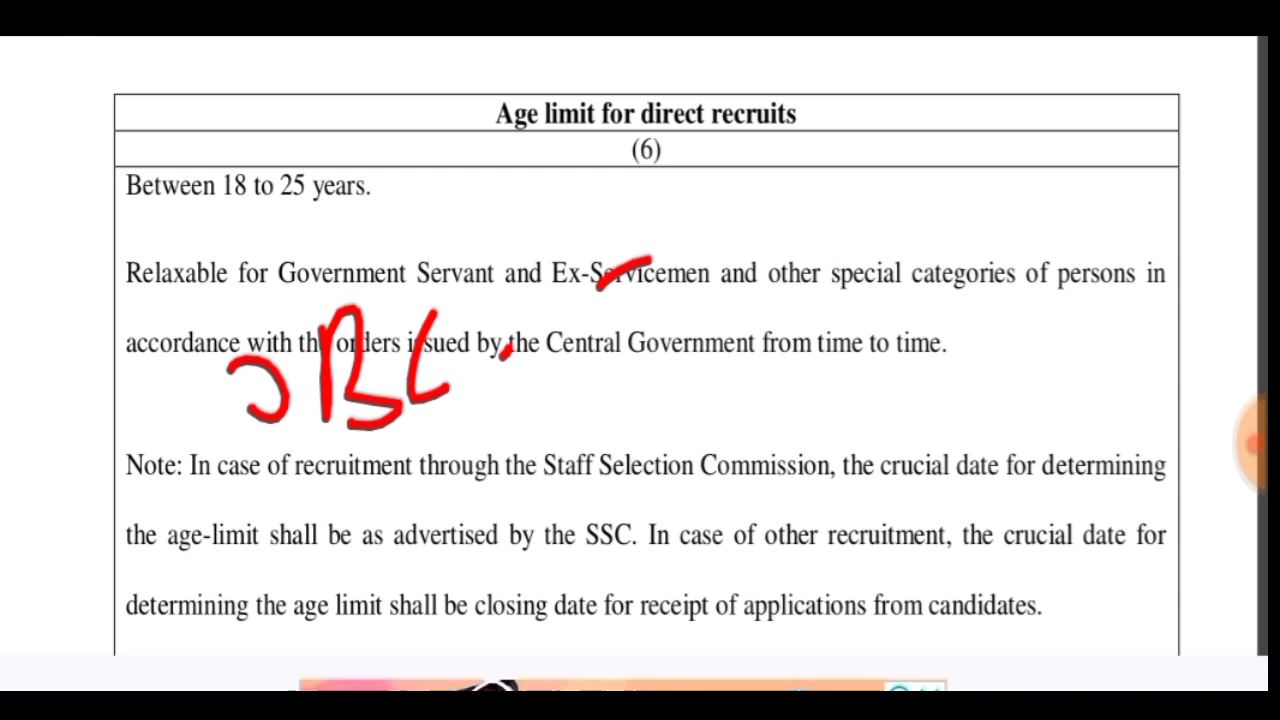 Age limit for direct recruits
(6)
Between 18 to 25 years.
Relaxable for Government Servant and Ex-Servicemen and other special categories of persons in
accordance with the orders issued by the Central Government from time to time.
OBC
Note: In case of recruitment through the Staff Selection Commission, the crucial date for determining
the age-limit shall be as advertised by the SSC. In case of other recruitment, the crucial date for
determining the age limit shall be closing date for receipt of applications from candidates.